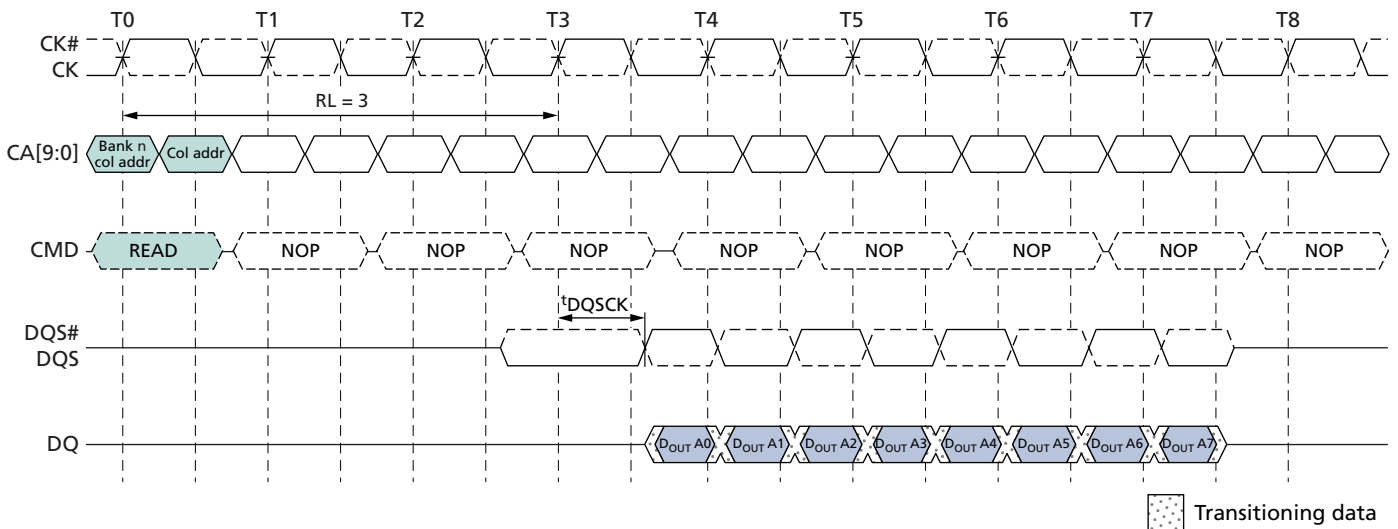 T0 T1 T2 T3 T4 T5 T6 T7 T8
CK#
CK
RL = 3
CA[9:0]
Bank n
col addr
Col addr
CMD
READ NOP NOP NOP NOP NOP NOP NOP NOP
tDQSCK
DQS#
DQS
DQ
DOUT A0 DOUT A1 DOUT A2 DOUT A3 DOUT A4 DOUT A5 DOUT A6 DOUT A7
Transitioning data